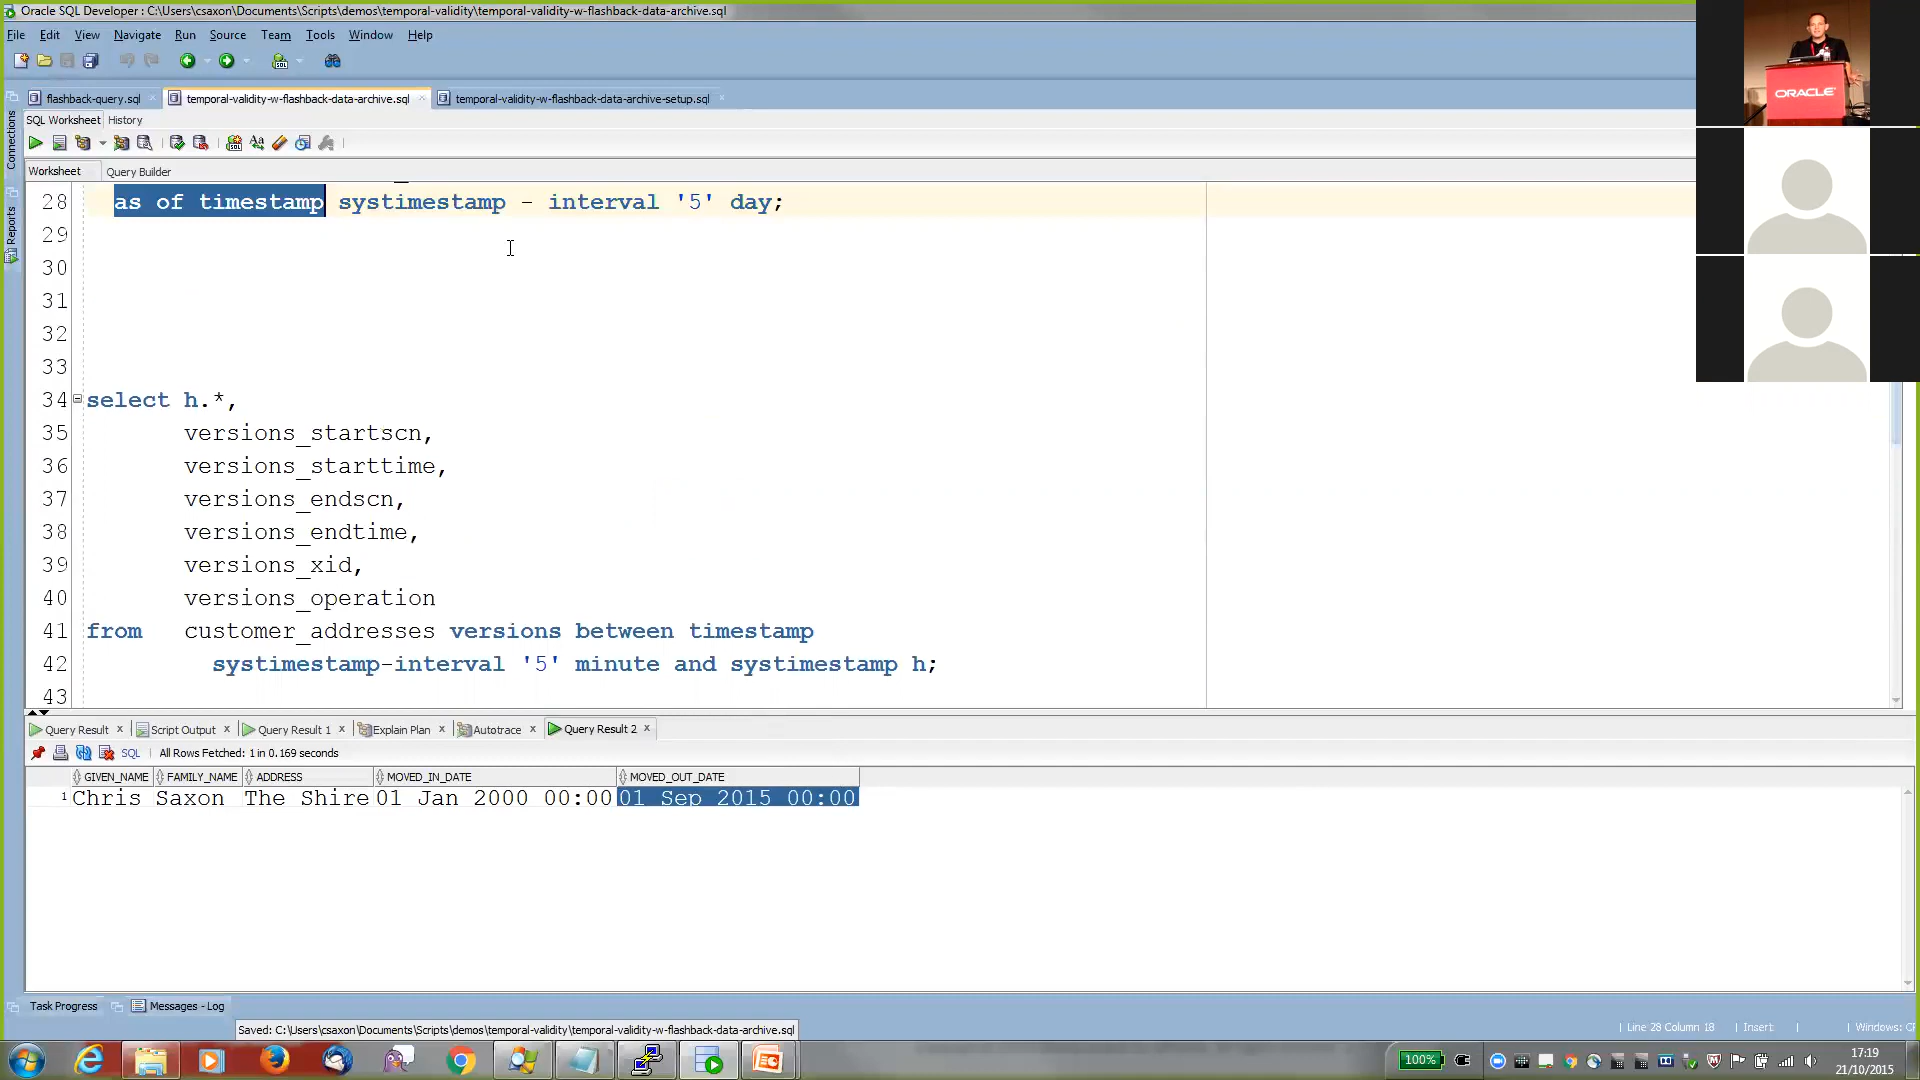 Oracle SQL Developer : C:\Users\csaxon\Documents\Scripts\demos\temporal-validity\temporal-validity-w-flashback-data-archive.sql
File Edit View Navigate Run Source Team Tools Window Help
flashback-query.sql temporal-validity-w-flashback-data-archive.sql temporal-validity-w-flashback-data-archive-setup.sql
SQL Worksheet History
Worksheet Query Builder
Connections
Reports
28 as of timestamp systimestamp - interval '5' day;
29
30
31
32
33
34 select h.*,
35 versions_startscn,
36 versions_starttime,
37 versions_endscn,
38 versions_endtime,
39 versions_xid,
40 versions_operation
41 from customer_addresses versions between timestamp
42 systimestamp-interval '5' minute and systimestamp h;
43
Query Result Script Output Query Result 1 Explain Plan Autotrace Query Result 2
SQL All Rows Fetched: 1 in 0.169 seconds
GIVEN_NAME FAMILY_NAME ADDRESS MOVED_IN_DATE MOVED_OUT_DATE
1 Chris Saxon The Shire 01 Jan 2000 00:00 01 Sep 2015 00:00
Task Progress Messages - Log
Saved: C:\Users\csaxon\Documents\Scripts\demos\temporal-validity\temporal-validity-w-flashback-data-archive.sql
Line 28 Column 18 Insert Windows:
100%
17:19
21/10/2015
ORACLE